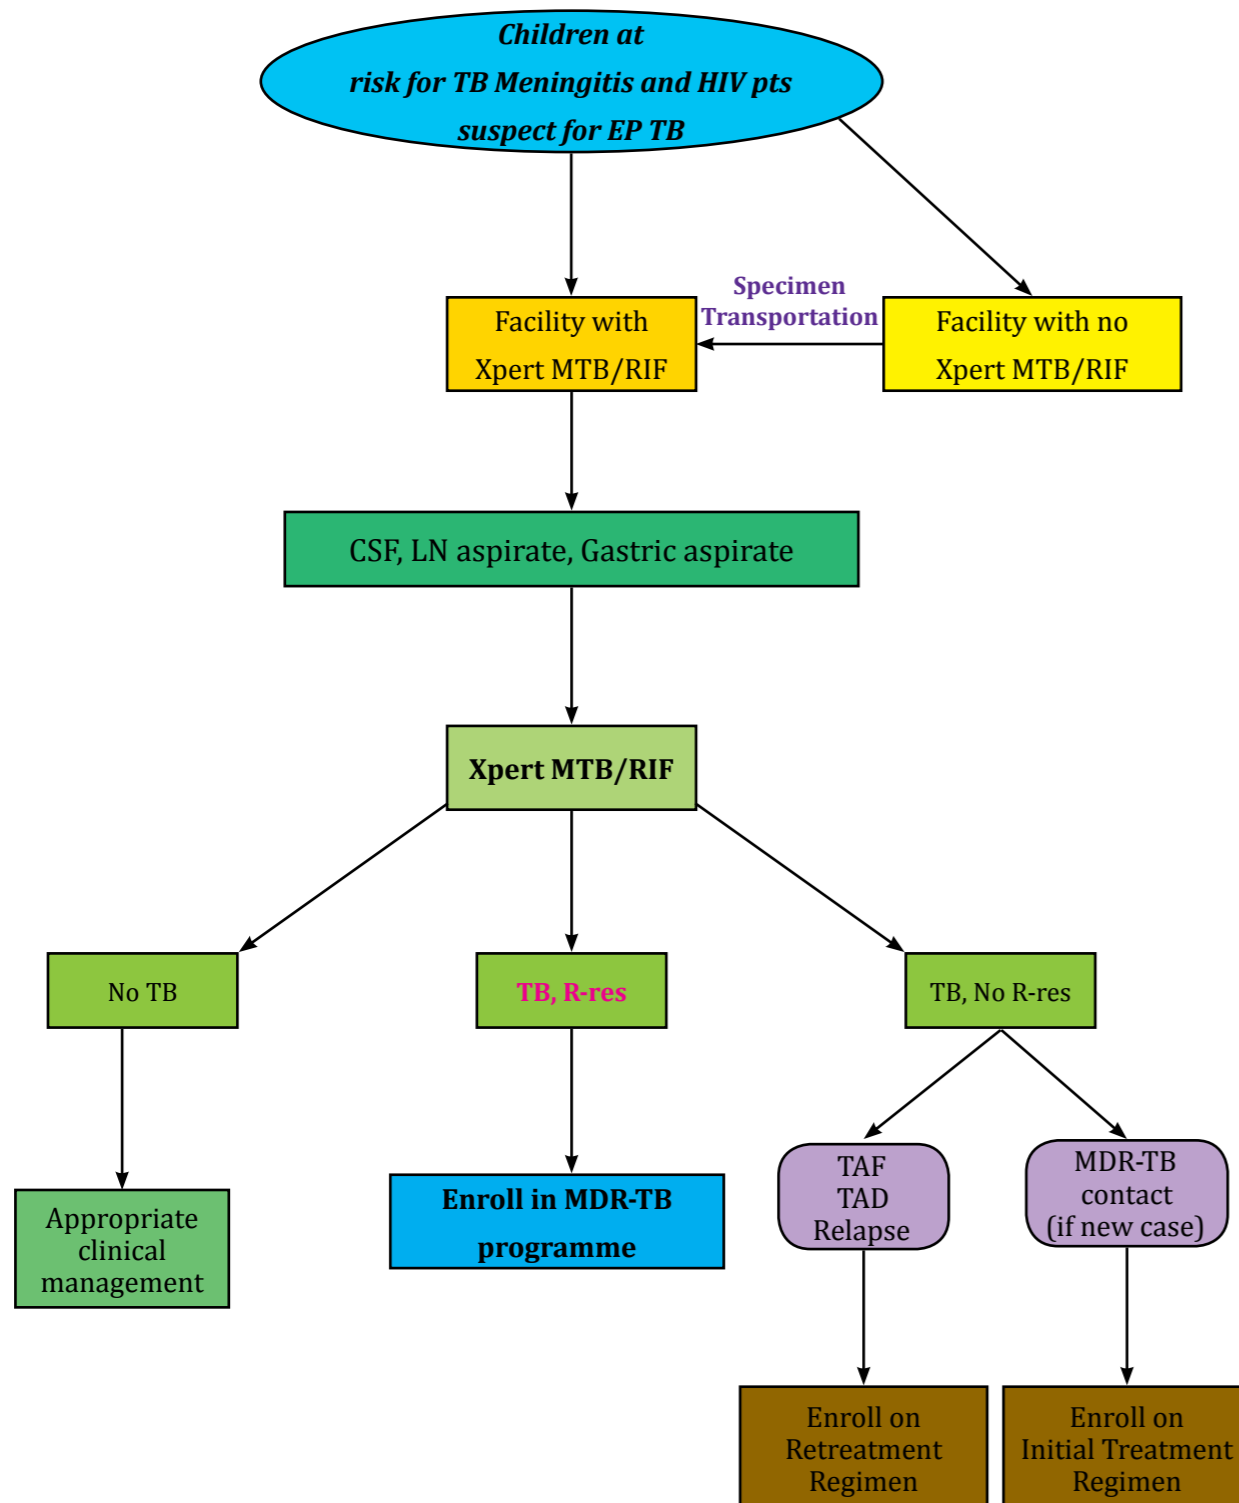 Children at
risk for TB Meningitis and HIV pts
suspect for EP TB
Specimen
Transportation
Facility with
Xpert MTB/RIF
Facility with no
Xpert MTB/RIF
CSF, LN aspirate, Gastric aspirate
Xpert MTB/RIF
No TB
TB, R-res
TB, No R-res
Appropriate
clinical
management
Enroll in MDR-TB
programme
TAF
TAD
Relapse
MDR-TB
contact
(if new case)
Enroll on
Retreatment
Regimen
Enroll on
Initial Treatment
Regimen